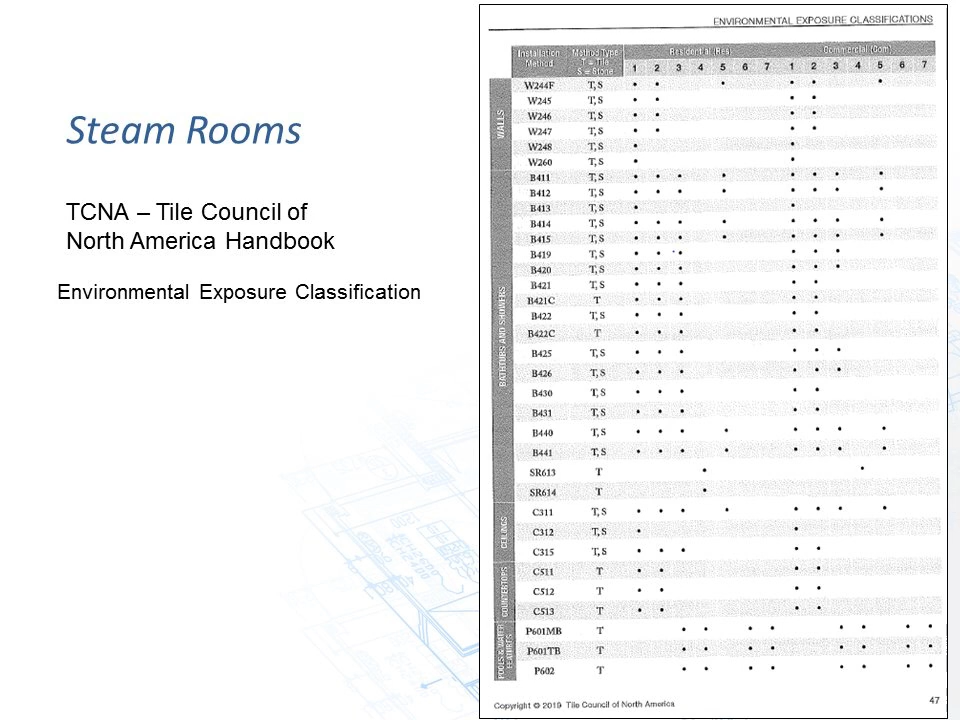 Steam Rooms
TCNA – Tile Council of
North America Handbook
Environmental Exposure Classification
ENVIRONMENTAL EXPOSURE CLASSIFICATIONS
Installation Method
Method Type T = Tile S = Stone
Residential (Res)
Commercial (Com)
1 2 3 4 5 6 7 1 2 3 4 5 6 7
WALLS
W244F T, S
W245 T, S
W246 T, S
W247 T, S
W248 T, S
W260 T, S
BATHTUBS AND SHOWERS
B411 T, S
B412 T, S
B413 T, S
B414 T, S
B415 T, S
B419 T, S
B420 T, S
B421 T, S
B421C T
B422 T, S
B422C T
B425 T, S
B426 T, S
B430 T, S
B431 T, S
B440 T, S
B441 T, S
SR613 T
SR614 T
CEILINGS
C311 T, S
C312 T, S
C315 T, S
COUNTERTOPS
C511 T
C512 T
C513 T
POOLS & WATER FEATURES
P601MB T
P601TB T
P602 T
Copyright © 2019 Tile Council of North America
47